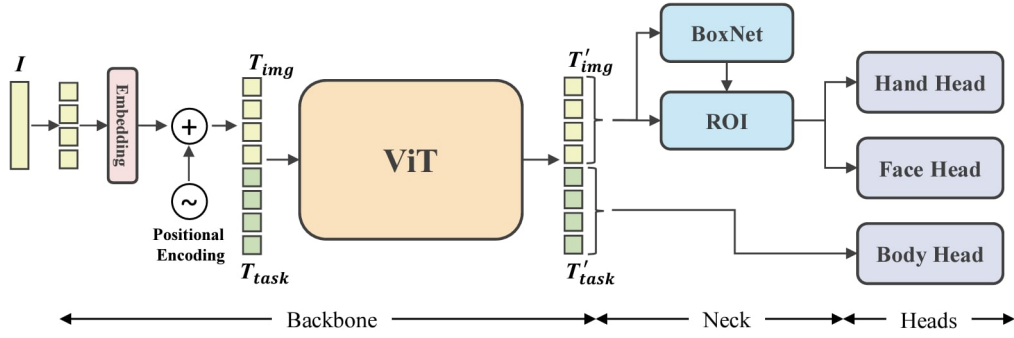 I
Embedding
+
~
Positional
Encoding
T_img
T_task
ViT
T'_img
T'_task
BoxNet
ROI
Hand Head
Face Head
Body Head
Backbone
Neck
Heads